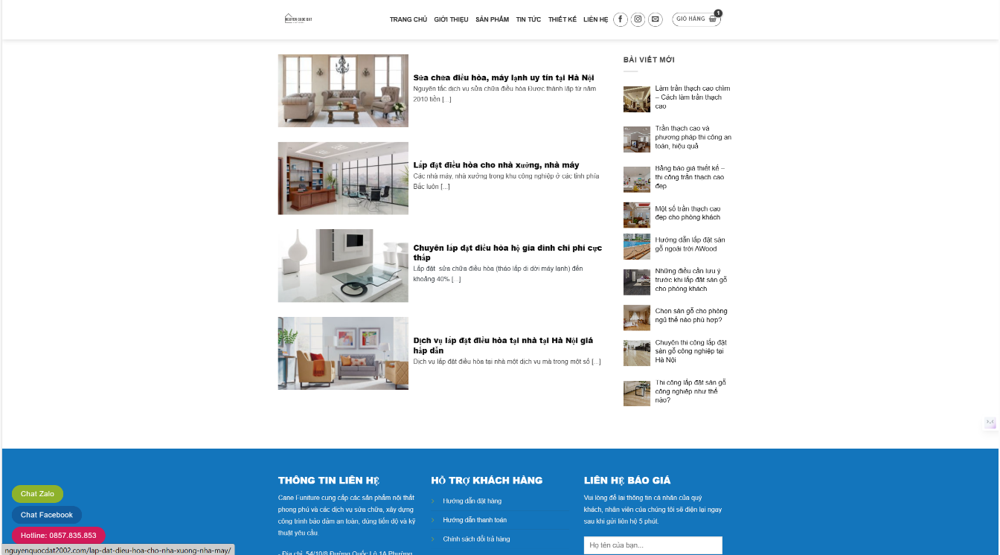 NGUYEN QUOC DAT
TRANG CHỦ GIỚI THIỆU SẢN PHẨM TIN TỨC THIẾT KẾ LIÊN HỆ GIỎ HÀNG 1
Sửa chữa điều hòa, máy lạnh uy tín tại Hà Nội
Nguyên tắc dịch vụ sửa chữa điều hòa Được thành lập từ năm
2010 tiền [...]
Lắp đặt điều hòa cho nhà xưởng, nhà máy
Các nhà máy, nhà xưởng trong khu công nghiệp ở các tỉnh phía
Bắc luôn [...]
Chuyên lắp đặt điều hòa hộ gia đình chi phí cực
thấp
Lắp đặt sửa chữa điều hòa (tháo lắp di dời máy lạnh) đến
khoảng 40% [...]
Dịch vụ lắp đặt điều hòa tại nhà tại Hà Nội giá
hấp dẫn
Dịch vụ lắp đặt điều hòa tại nhà một dịch vụ mà trong một số [...]
BÀI VIẾT MỚI
Làm trần thạch cao chìm
– Cách làm trần thạch
cao
Trần thạch cao và
phương pháp thi công an
toàn, hiệu quả
Bảng báo giá thiết kế –
thi công trần thạch cao
đẹp
Một số trần thạch cao
đẹp cho phòng khách
Hướng dẫn lắp đặt sàn
gỗ ngoài trời AWood
Những điều cần lưu ý
trước khi lắp đặt sàn gỗ
cho phòng khách
Chọn sàn gỗ cho phòng
ngủ thế nào phù hợp?
Chuyên thi công lắp đặt
sàn gỗ công nghiệp tại
Hà Nội
Thi công lắp đặt sàn gỗ
công nghiệp như thế
nào?
THÔNG TIN LIÊN HỆ
Cane Funiture cung cấp các sản phẩm nội thất
phong phú và các dịch vụ sửa chữa, xây dựng
công trình bảo đảm an toàn, đúng tiến độ và kỹ
thuật yêu cầu.
- Địa chỉ: 54/10/8 Đường Quốc Lộ 1A Phường
HỖ TRỢ KHÁCH HÀNG
Hướng dẫn đặt hàng
Hướng dẫn thanh toán
Chính sách đổi trả hàng
LIÊN HỆ BÁO GIÁ
Vui lòng để lại thông tin cá nhân của quý
khách, nhân viên của chúng tôi sẽ điện lại ngay
sau khi gửi liên hệ 5 phút.
Họ tên của bạn...
Chat Zalo
Chat Facebook
Hotline: 0857.835.853
nguyenquocdat2002.com/lap-dat-dieu-hoa-cho-nha-xuong-nha-may/